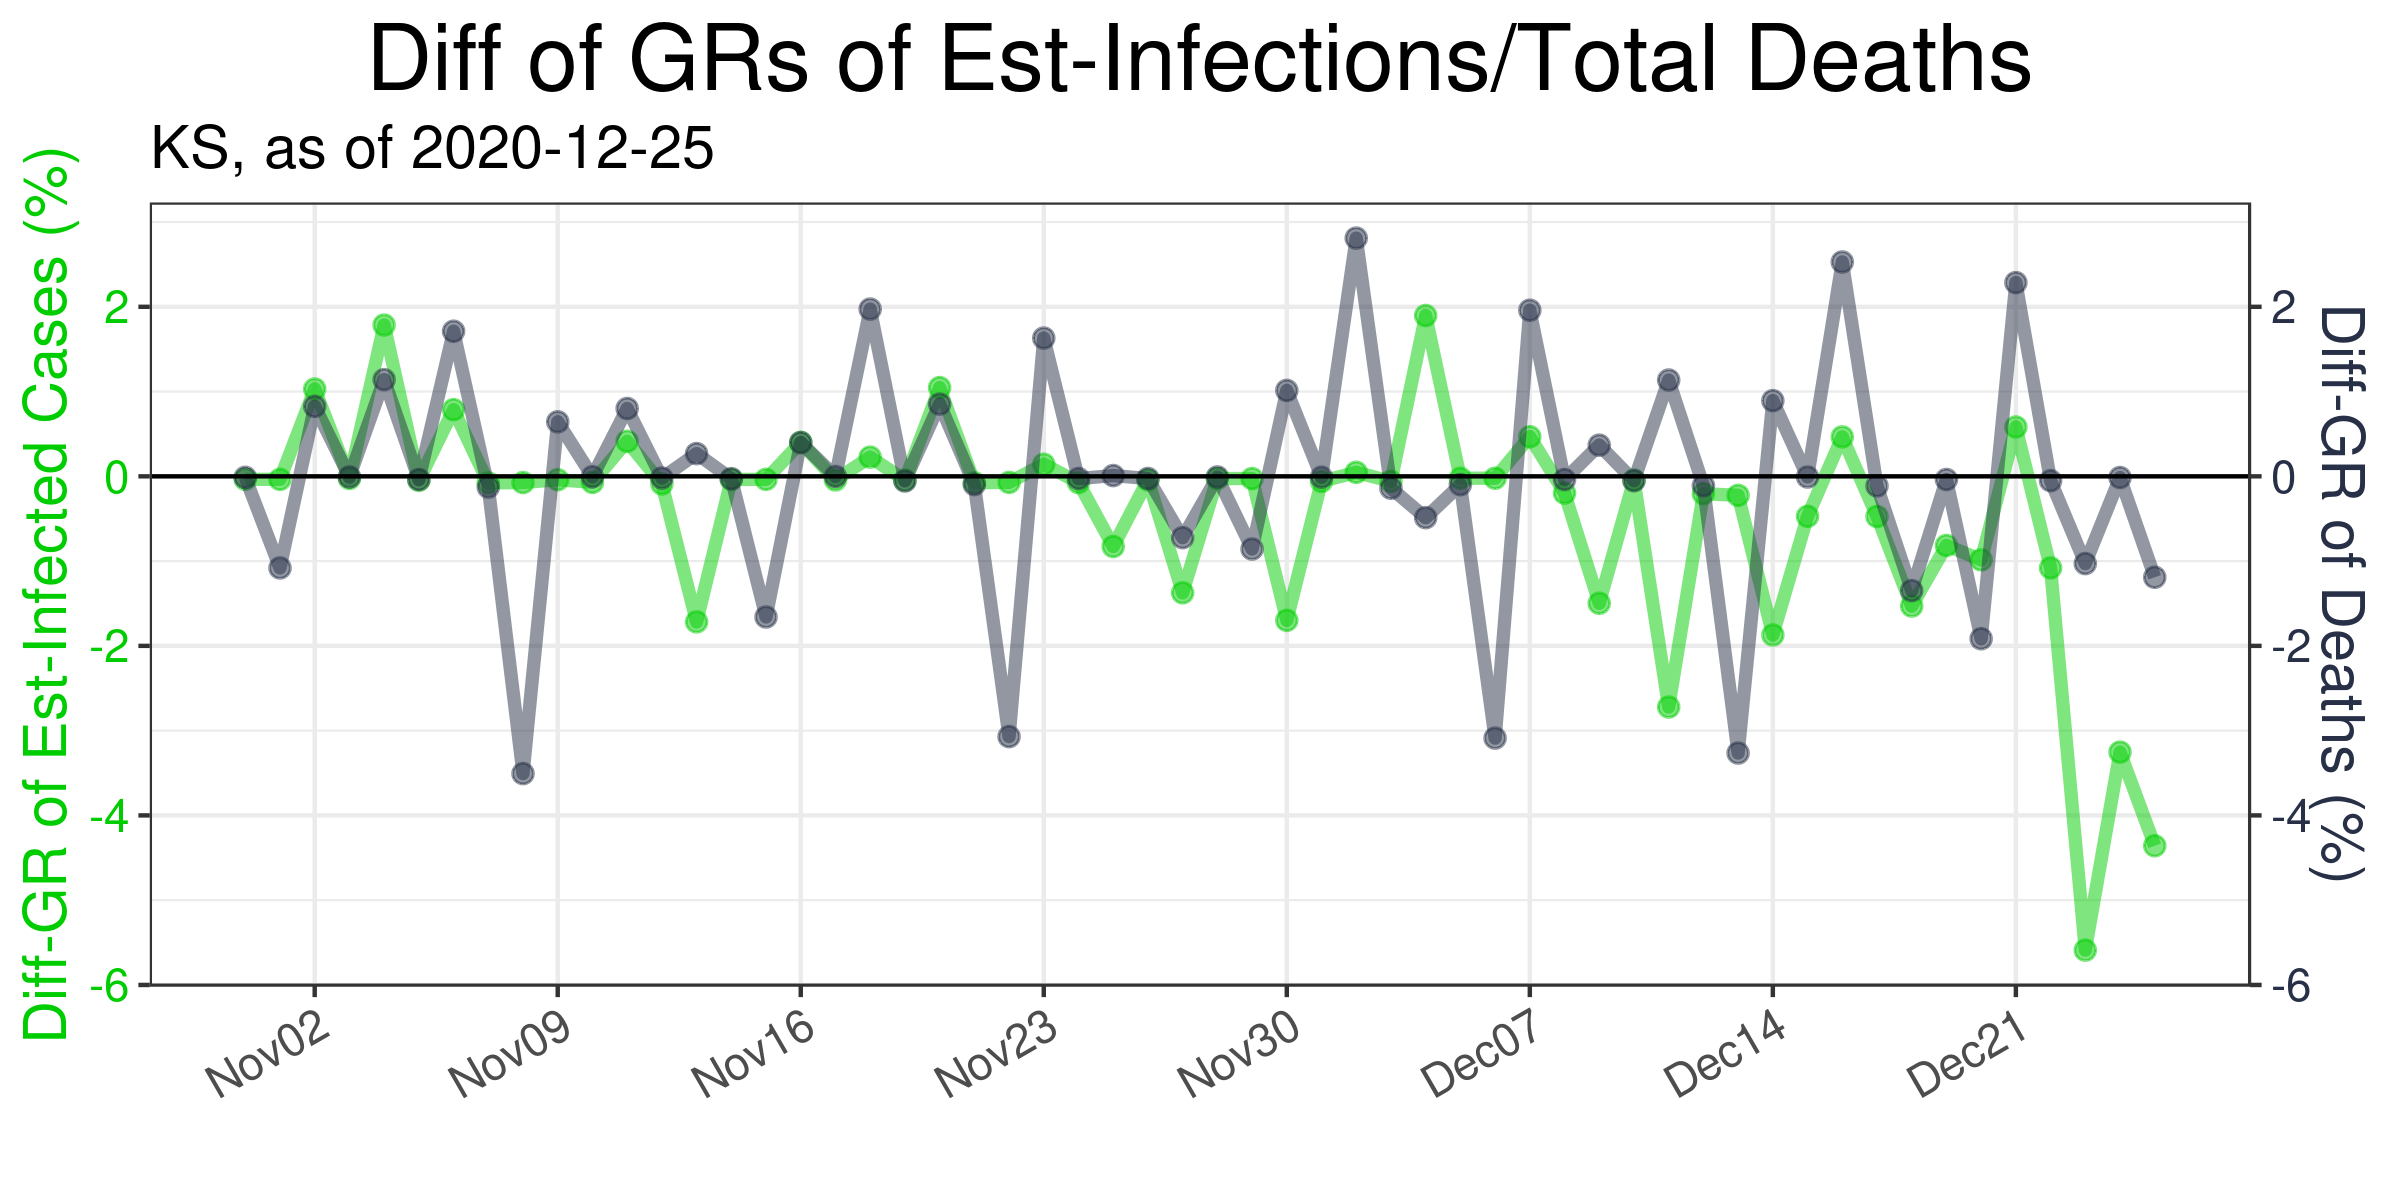 Diff of GRs of Est-Infections/Total Deaths
KS, as of 2020-12-25
Diff-GR of Est-Infected Cases (%)
2
0
-2
-4
-6
2
0
-2
-4
-6
Diff-GR of Deaths (%)
Nov02
Nov09
Nov16
Nov23
Nov30
Dec07
Dec14
Dec21